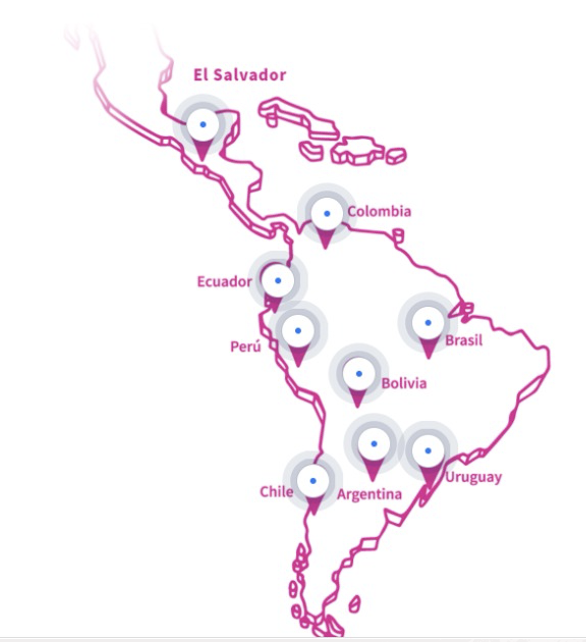 El Salvador
Colombia
Ecuador
Perú
Brasil
Bolivia
Uruguay
Chile
Argentina